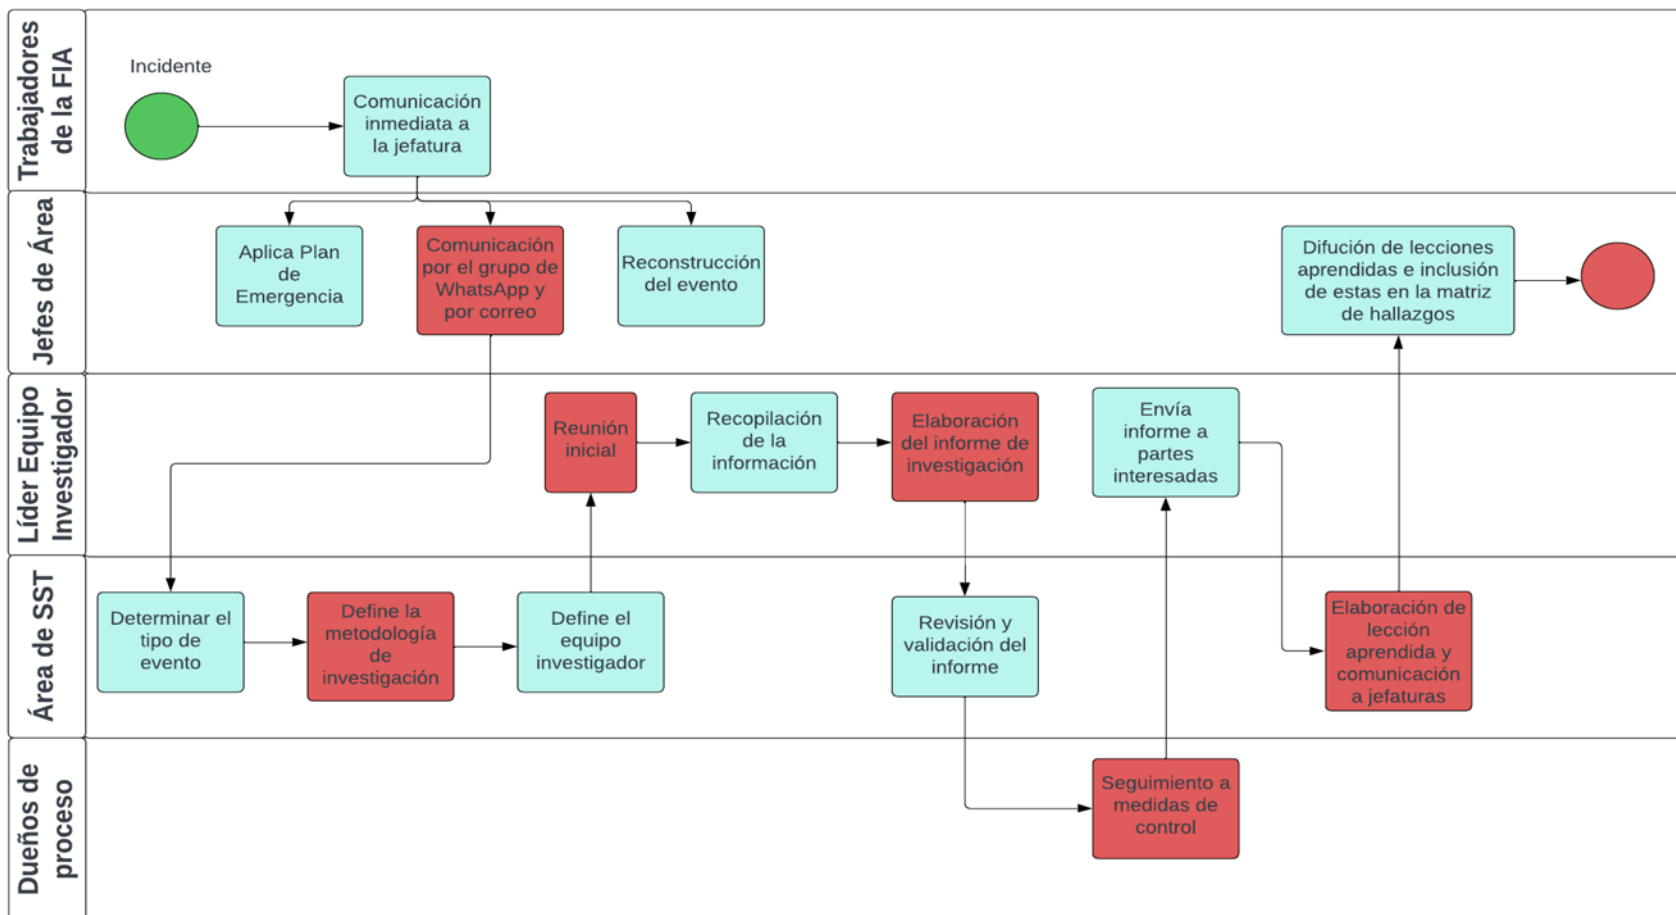 Trabajadores
de la FIA
Incidente
Comunicación
inmediata a
la jefatura
Jefes de Área
Aplica Plan
de
Emergencia
Comunicación
por el grupo de
WhatsApp y
por correo
Reconstrucción
del evento
Difución de lecciones
aprendidas e inclusión
de estas en la matriz
de hallazgos
Líder Equipo
Investigador
Reunión
inicial
Recopilación
de la
información
Elaboración
del informe de
investigación
Envía
informe a
partes
interesadas
Área de SST
Determinar el
tipo de
evento
Define la
metodología
de
investigación
Define el
equipo
investigador
Revisión y
validación del
informe
Elaboración de
lección
aprendida y
comunicación
a jefaturas
Dueños de
proceso
Seguimiento a
medidas de
control